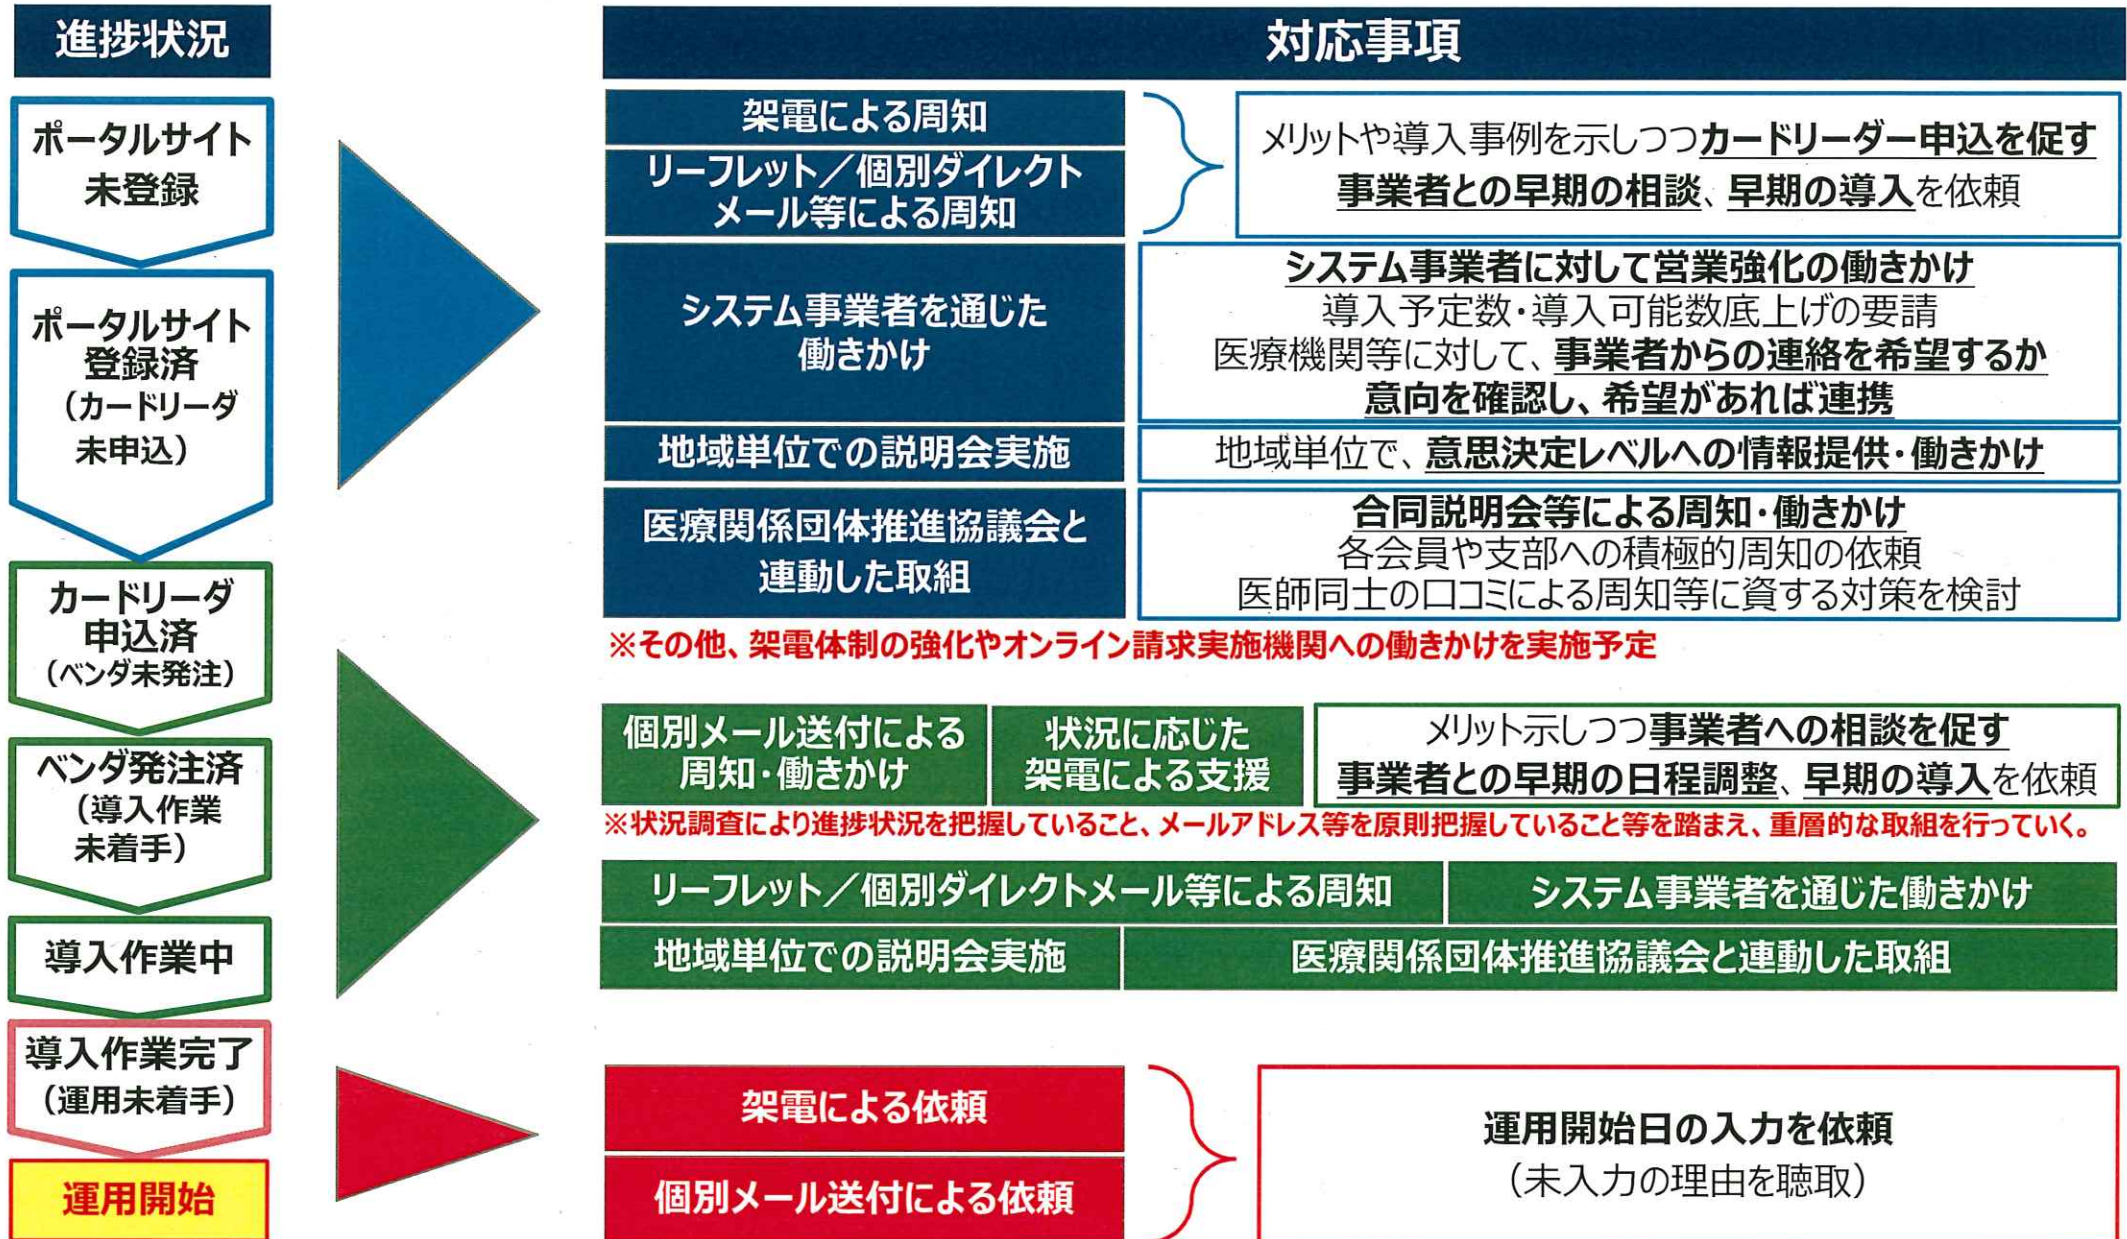 進捗状況
対応事項
ポータルサイト
未登録
ポータルサイト
登録済
（カードリーダ
未申込）
カードリーダ
申込済
（ベンダ未発注）
ベンダ発注済
（導入作業
未着手）
導入作業中
導入作業完了
（運用未着手）
運用開始
架電による周知
リーフレット／個別ダイレクト
メール等による周知
メリットや導入事例を示しつつカードリーダー申込を促す
事業者との早期の相談、早期の導入を依頼
システム事業者を通じた
働きかけ
システム事業者に対して営業強化の働きかけ
導入予定数・導入可能数底上げの要請
医療機関等に対して、事業者からの連絡を希望するか
意向を確認し、希望があれば連携
地域単位での説明会実施
地域単位で、意思決定レベルへの情報提供・働きかけ
医療関係団体推進協議会と
連動した取組
合同説明会等による周知・働きかけ
各会員や支部への積極的周知の依頼
医師同士の口コミによる周知等に資する対策を検討
※その他、架電体制の強化やオンライン請求実施機関への働きかけを実施予定
個別メール送付による
周知・働きかけ
状況に応じた
架電による支援
メリット示しつつ事業者への相談を促す
事業者との早期の日程調整、早期の導入を依頼
※状況調査により進捗状況を把握していること、メールアドレス等を原則把握していること等を踏まえ、重層的な取組を行っていく。
リーフレット／個別ダイレクトメール等による周知
システム事業者を通じた働きかけ
地域単位での説明会実施
医療関係団体推進協議会と連動した取組
架電による依頼
個別メール送付による依頼
運用開始日の入力を依頼
（未入力の理由を聴取）